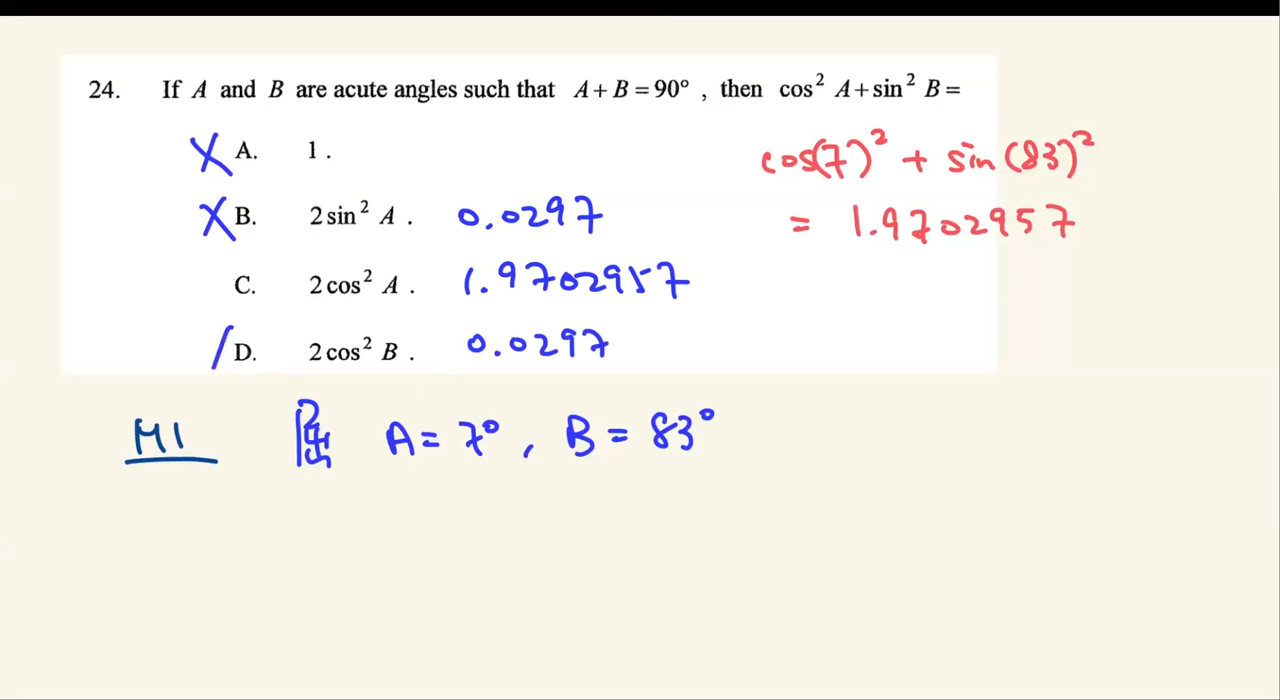 24. If A and B are acute angles such that A + B = 90° , then cos² A + sin² B =
X A. 1 .
cos(7)² + sin(83)²
X B. 2 sin² A . 0.0297
= 1.9702957
C. 2 cos² A . 1.9702957
/ D. 2 cos² B . 0.0297
M1 A = 7° , B = 83°